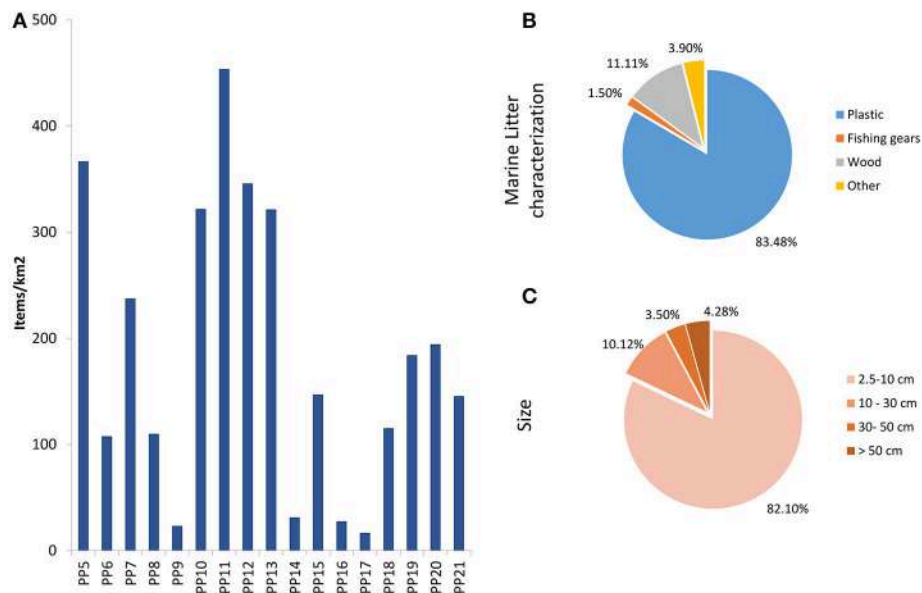 A
500
400
300
200
100
0
Items/km2
PP5
PP6
PP7
PP8
PP9
PP10
PP11
PP12
PP13
PP14
PP15
PP16
PP17
PP18
PP19
PP20
PP21
B
Marine Litter
characterization
3.90%
11.11%
1.50%
83.48%
Plastic
Fishing gears
Wood
Other
C
Size
3.50%
4.28%
10.12%
82.10%
2.5-10 cm
10 - 30 cm
30- 50 cm
> 50 cm